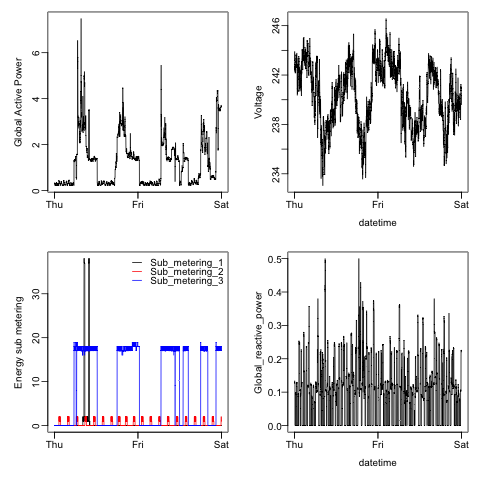 Global Active Power
0 2 4 6
Thu Fri Sat
Voltage
234 238 242 246
Thu Fri Sat
datetime
Energy sub metering
0 10 20 30
Thu Fri Sat
Sub_metering_1
Sub_metering_2
Sub_metering_3
Global_reactive_power
0.0 0.1 0.2 0.3 0.4 0.5
Thu Fri Sat
datetime